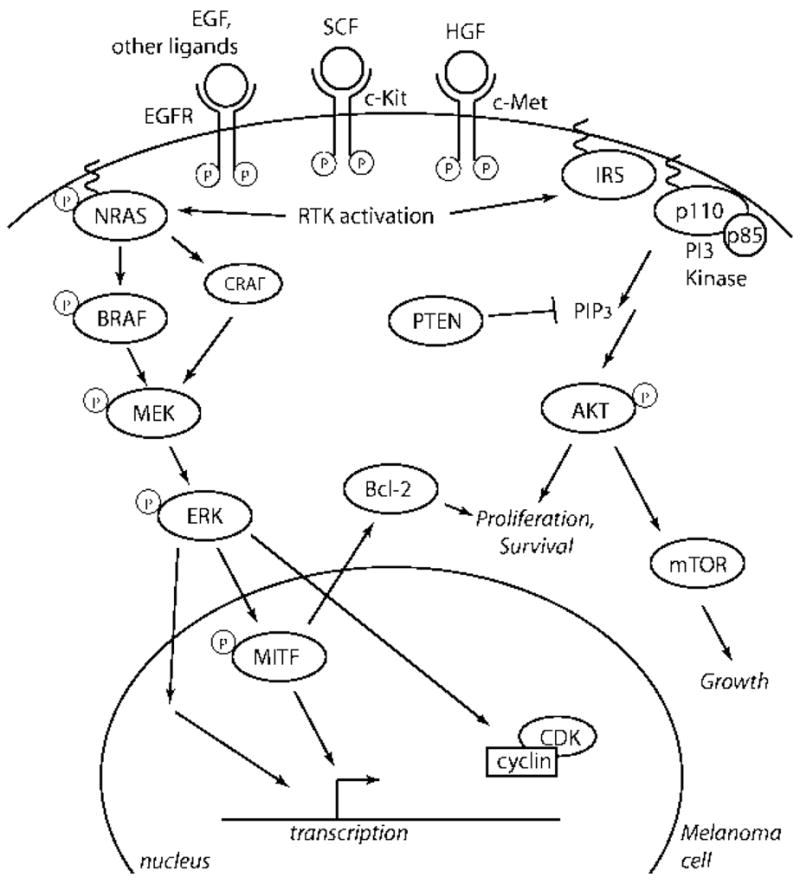 EGF,
other ligands
SCF
HGF
EGFR
c-Kit
c-Met
P
P
P
P
P
P
IRS
P
NRAS
RTK activation
p110
p85
PI3
Kinase
CRAF
P
BRAF
PTEN
PIP3
P
MEK
AKT
P
Bcl-2
P
ERK
Proliferation,
Survival
mTOR
P
MITF
Growth
CDK
cyclin
transcription
nucleus
Melanoma
cell